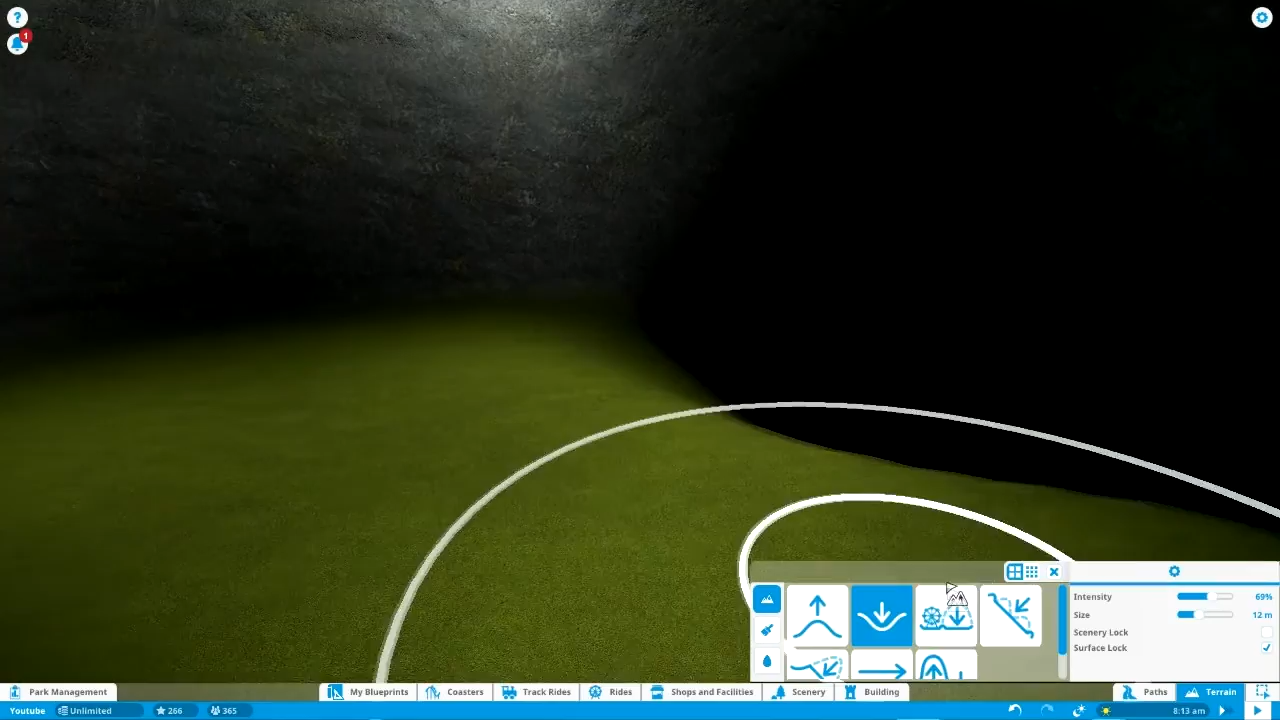 ?
1
Intensity 69%
Size 12 m
Scenery Lock
Surface Lock
Park Management My Blueprints Coasters Track Rides Rides Shops and Facilities Scenery Building Paths Terrain
Youtube Unlimited 266 365 8:13 am